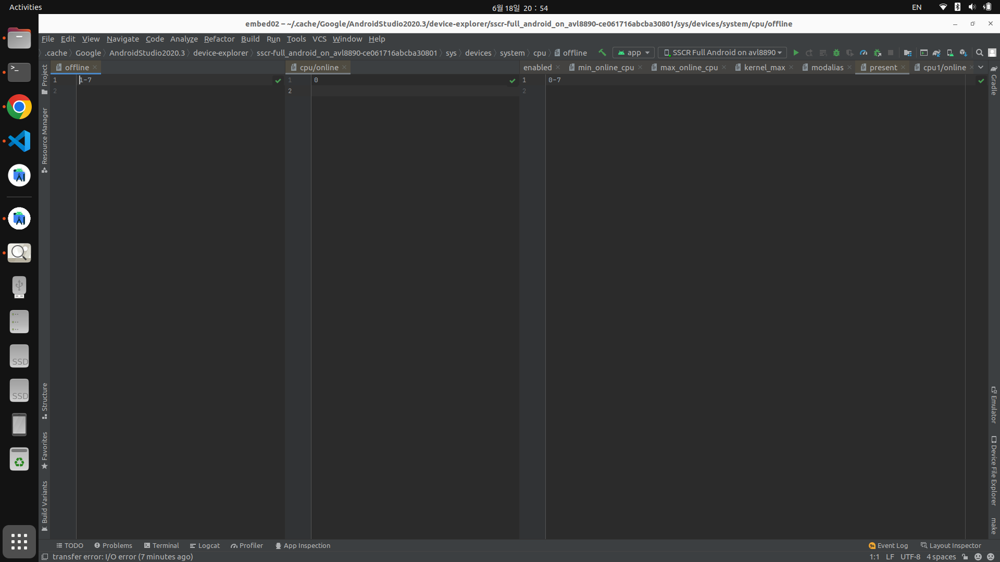 Activities
6월 18일 20 : 54
EN
embed02 – ~/.cache/Google/AndroidStudio2020.3/device-explorer/sscr-full_android_on_avl8890-ce061716abcba30801/sys/devices/system/cpu/offline
File Edit View Navigate Code Analyze Refactor Build Run Tools VCS Window Help
.cache Google AndroidStudio2020.3 device-explorer sscr-full_android_on_avl8890-ce061716abcba30801 sys devices system cpu offline
app
SSCR Full Android on avl8890
offline
cpu/online
enabled min_online_cpu max_online_cpu kernel_max modalias present cpu1/online
1 1-7
2
1 0
2
1 0-7
2
Project
Resource Manager
Structure
Favorites
Build Variants
Gradle
Emulator
Device File Explorer
make
>_
SSD
SSD
TODO Problems Terminal Logcat Profiler App Inspection
9+ Event Log Layout Inspector
transfer error: I/O error (7 minutes ago)
1:1 LF UTF-8 4 spaces